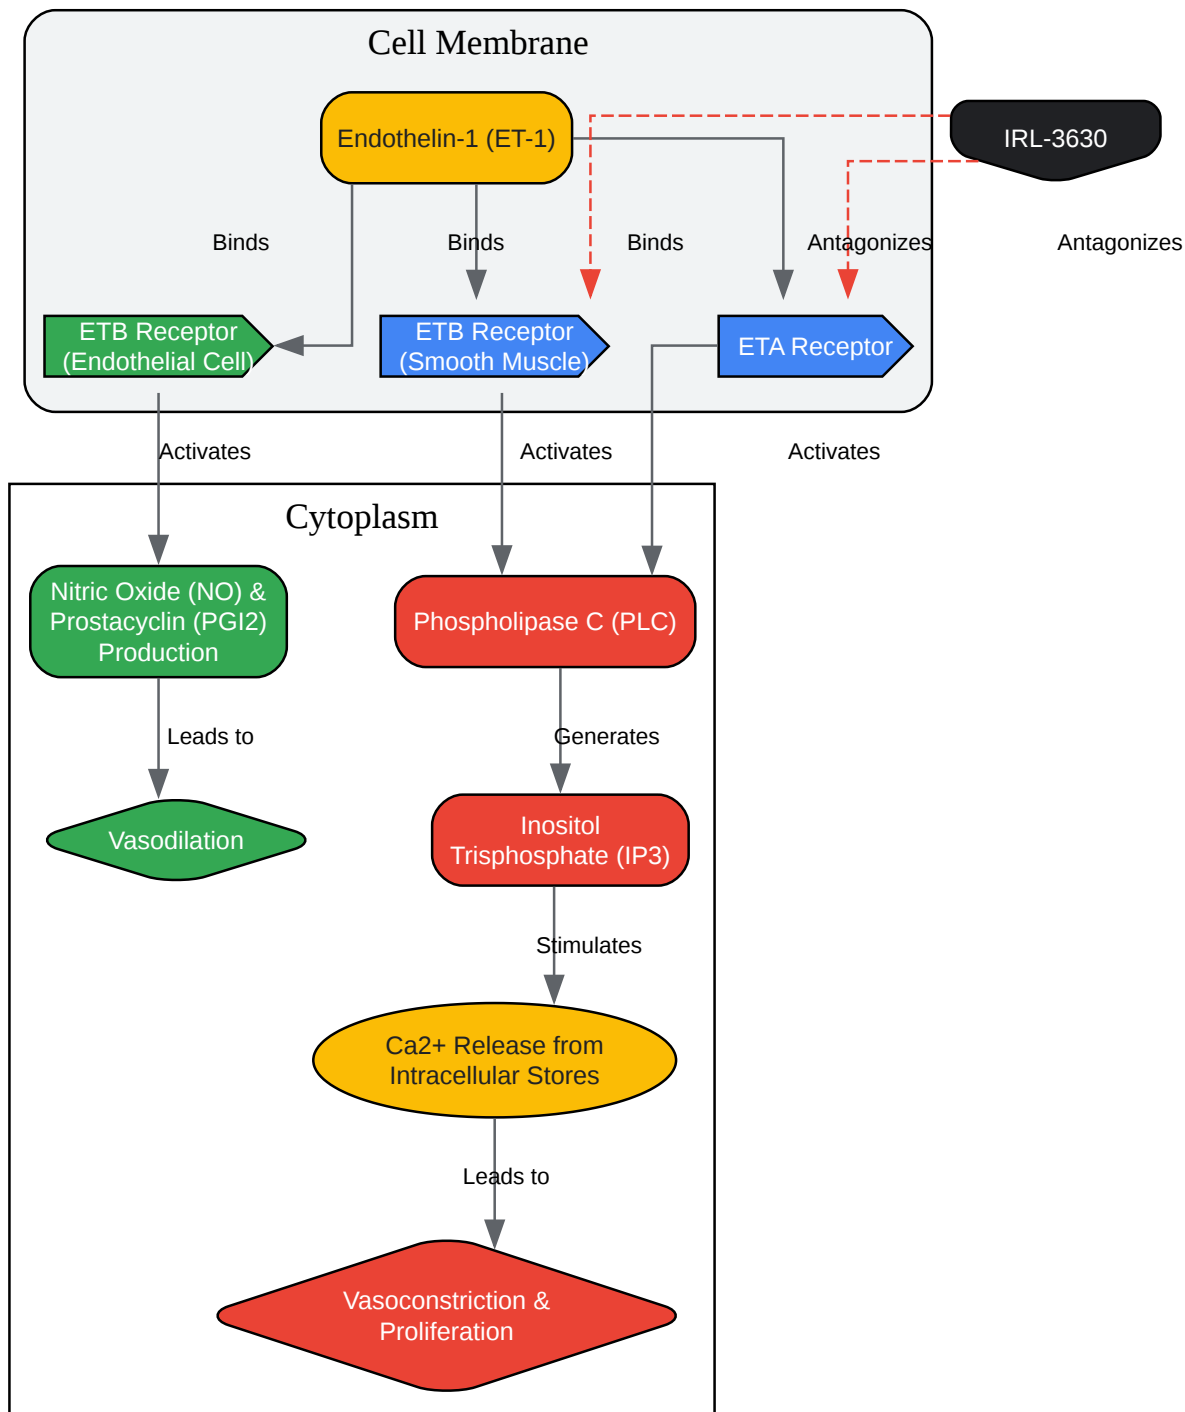 Cell Membrane
Endothelin-1 (ET-1)
IRL-3630
Binds
Binds
Binds
Antagonizes
Antagonizes
ETB Receptor
(Endothelial Cell)
ETB Receptor
(Smooth Muscle)
ETA Receptor
Activates
Activates
Activates
Cytoplasm
Nitric Oxide (NO) &
Prostacyclin (PGI2)
Production
Phospholipase C (PLC)
Leads to
Generates
Vasodilation
Inositol
Trisphosphate (IP3)
Stimulates
Ca2+ Release from
Intracellular Stores
Leads to
Vasoconstriction &
Proliferation